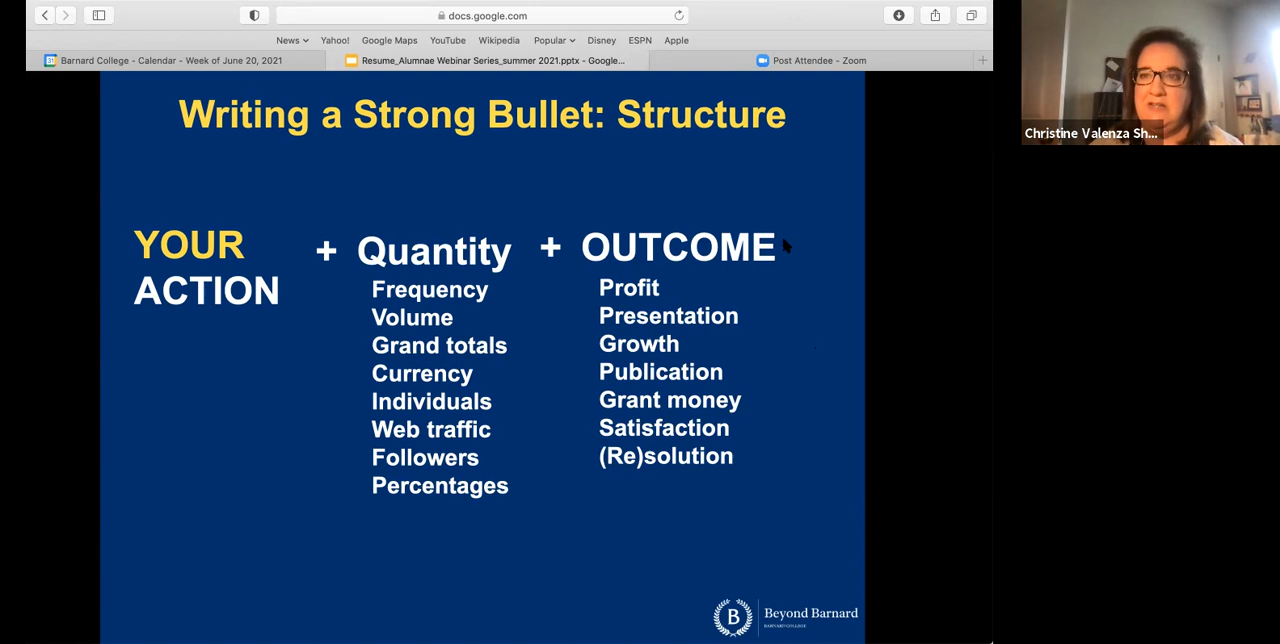 docs.google.com
News Yahoo! Google Maps YouTube Wikipedia Popular Disney ESPN Apple
Barnard College - Calendar - Week of June 20, 2021
Resume_Alumnae Webinar Series_summer 2021.pptx - Google...
Post Attendee - Zoom
Christine Valenza Sh...
Writing a Strong Bullet: Structure
YOUR
ACTION
+ Quantity
Frequency
Volume
Grand totals
Currency
Individuals
Web traffic
Followers
Percentages
+ OUTCOME
Profit
Presentation
Growth
Publication
Grant money
Satisfaction
(Re)solution
B
Beyond Barnard
BARNARD COLLEGE